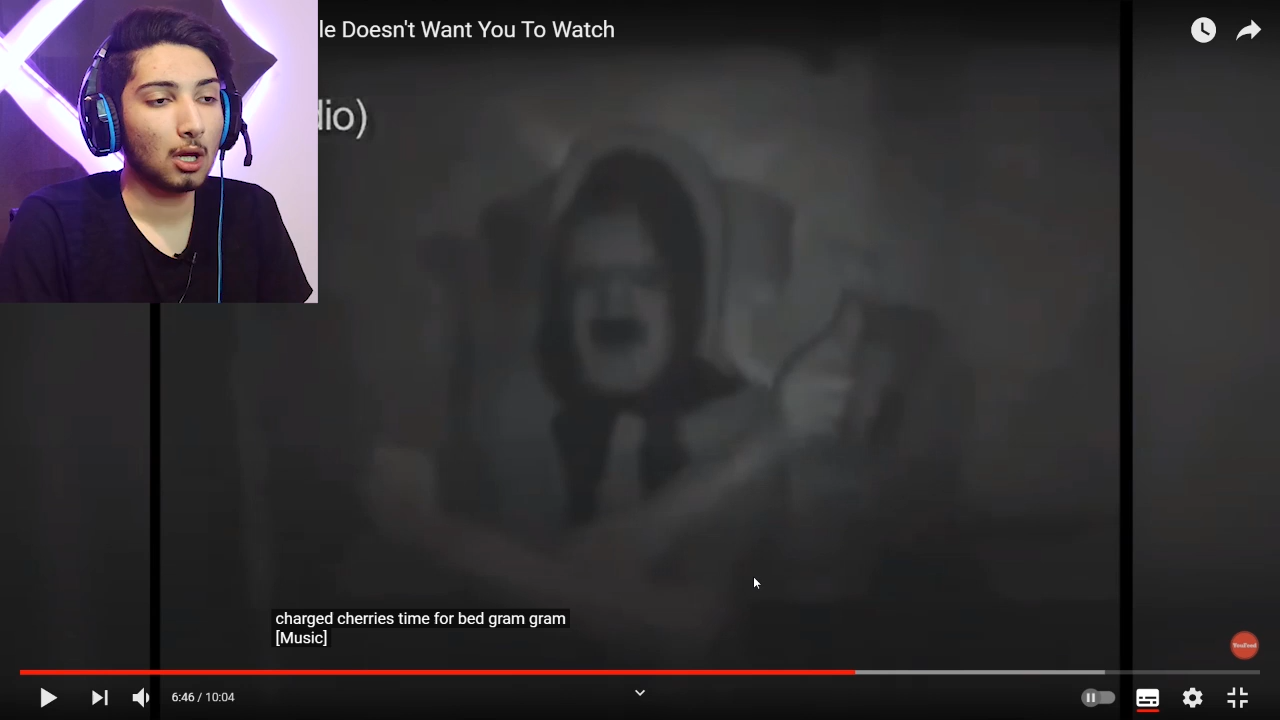 le Doesn't Want You To Watch
dio)
charged cherries time for bed gram gram
[Music]
6:46 / 10:04